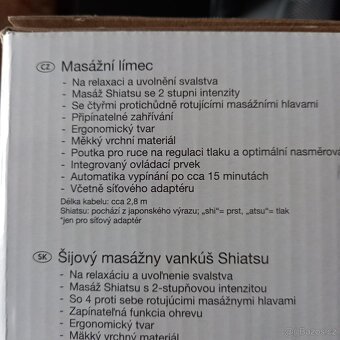 CZ Masážní límec
- Na relaxaci a uvolnění svalstva
- Masáž Shiatsu se 2 stupni intenzity
- Se čtyřmi protichůdně rotujícími masážními hlavami
- Připínatelné zahřívání
- Ergonomický tvar
- Měkký vrchní materiál
- Poutka pro ruce na regulaci tlaku a optimální nasměrova
- Integrovaný ovládací prvek
- Automatika vypínání po cca 15 minutách
- Včetně síťového adaptéru
Délka kabelu: cca 2,8 m
Shiatsu: pochází z japonského výrazu; „shi“= prst, „atsu“= tlak
*jen pro síťový adaptér
SK Šijový masážny vankúš Shiatsu
- Na relaxáciu a uvoľnenie svalstva
- Masáž Shiatsu s 2-stupňovou intenzitou
- So 4 proti sebe rotujúcimi masážnymi hlavami
- Zapínateľná funkcia ohrevu
- Ergonomický tvar
- Mäkký vrchný materiál